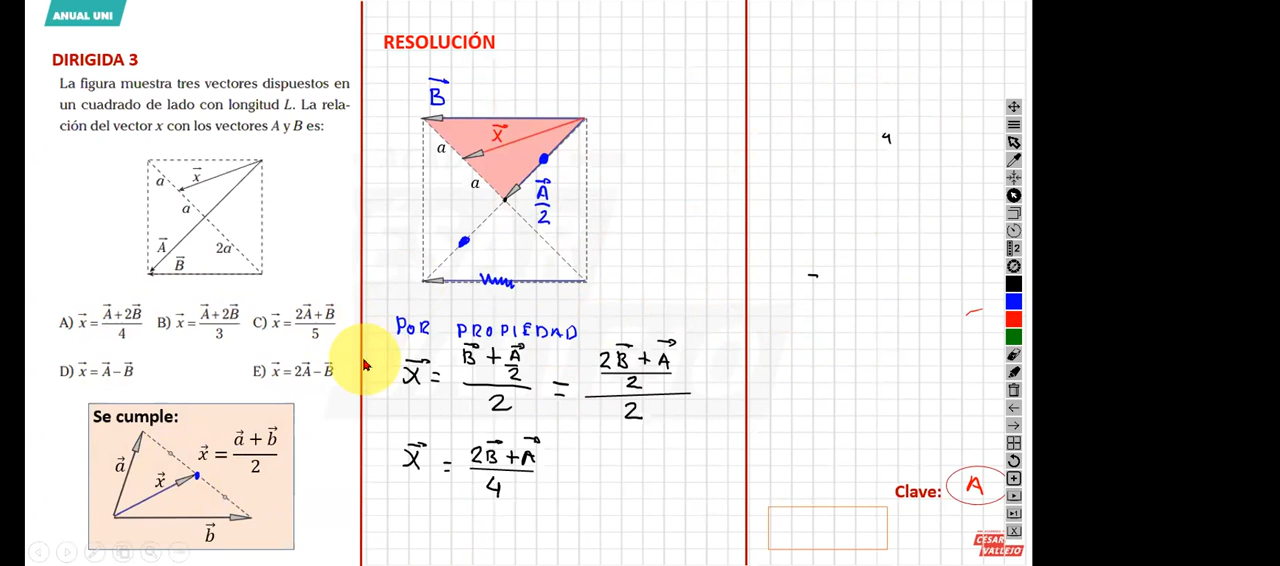 ANUAL UNI
DIRIGIDA 3
La figura muestra tres vectores dispuestos en
un cuadrado de lado con longitud L. La rela-
ción del vector x con los vectores A y B es:
a x
a
A 2a
B
A) x = A + 2B / 4 B) x = A + 2B / 3 C) x = 2A + B / 5
D) x = A − B E) x = 2A − B
Se cumple:
x = a + b / 2
a
x
b
RESOLUCIÓN
B
X
a
a
A / 2
POR PROPIEDAD
X = B + A/2 / 2 = 2B + A / 2 / 2
X = 2B + A / 4
Clave: A
CÉSAR
VALLEJO